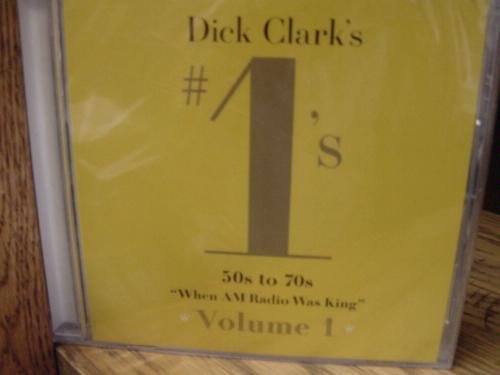 Dick Clark's
#1's
50s to 70s
"When AM Radio Was King"
* Volume 1 *